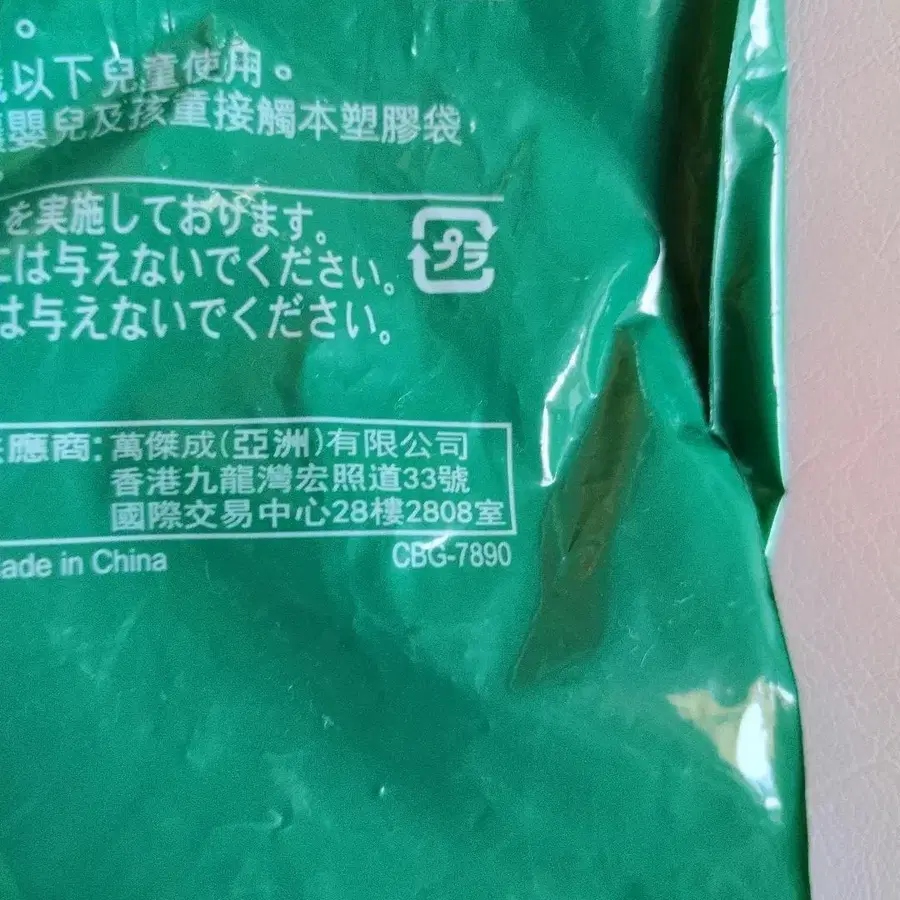 。
以下兒童使用。
嬰兒及孩童接觸本塑膠袋,
を実施しております。
プラ
には与えないでください。
は与えないでください。
應商: 萬傑成(亞洲)有限公司
香港九龍灣宏照道33號
國際交易中心28樓2808室
ade in China
CBG-7890